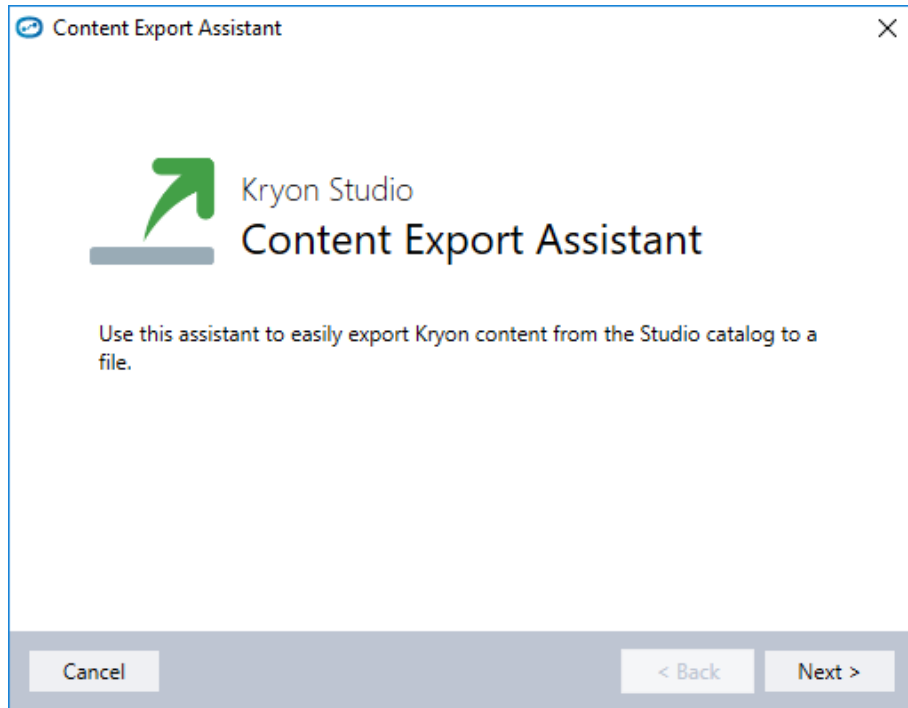 Content Export Assistant
Kryon Studio
Content Export Assistant
Use this assistant to easily export Kryon content from the Studio catalog to a
file.
Cancel
< Back
Next >